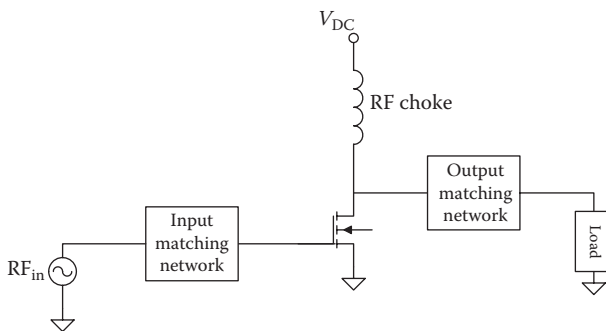 V_DC
RF choke
Output
matching
network
Input
matching
network
Load
RF_in